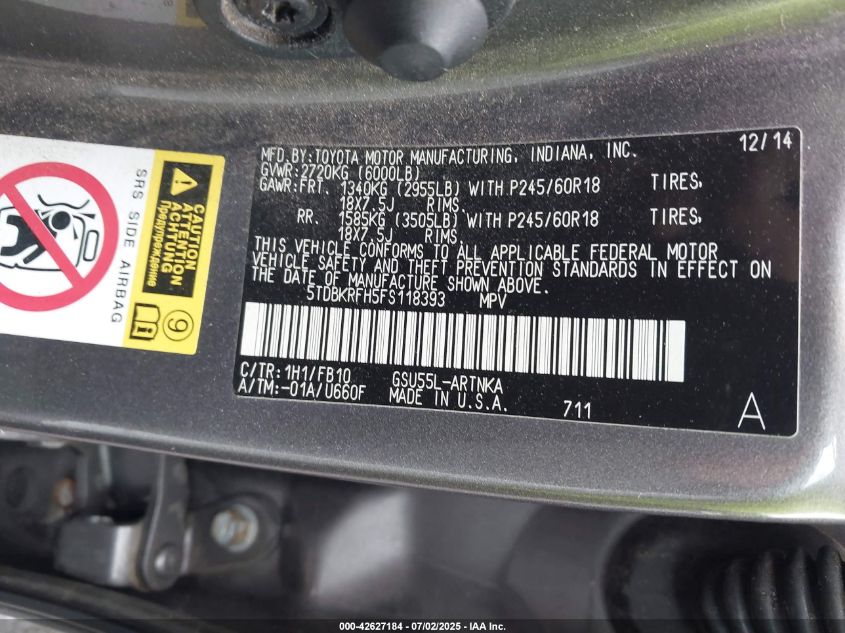 SRS SIDE AIRBAG
CAUTION
ATTENTION
ACHTUNG
Предупреждение
9
12/14
MFD.BY:TOYOTA MOTOR MANUFACTURING, INDIANA, INC.
GVWR:2720KG (6000LB)
GAWR:FRT. 1340KG (2955LB) WITH P245/60R18 TIRES,
18X7.5J RIMS,
RR. 1585KG (3505LB) WITH P245/60R18 TIRES,
18X7.5J RIMS,
THIS VEHICLE CONFORMS TO ALL APPLICABLE FEDERAL MOTOR
VEHICLE SAFETY AND THEFT PREVENTION STANDARDS IN EFFECT ON
THE DATE OF MANUFACTURE SHOWN ABOVE.
5TDBKRFH5FS118393 MPV
C/TR:1H1/FB10 GSU55L-ARTNKA
A/TM:-01A/U660F MADE IN U.S.A. 711 A
000-42627184 - 07/02/2025 - IAA Inc.